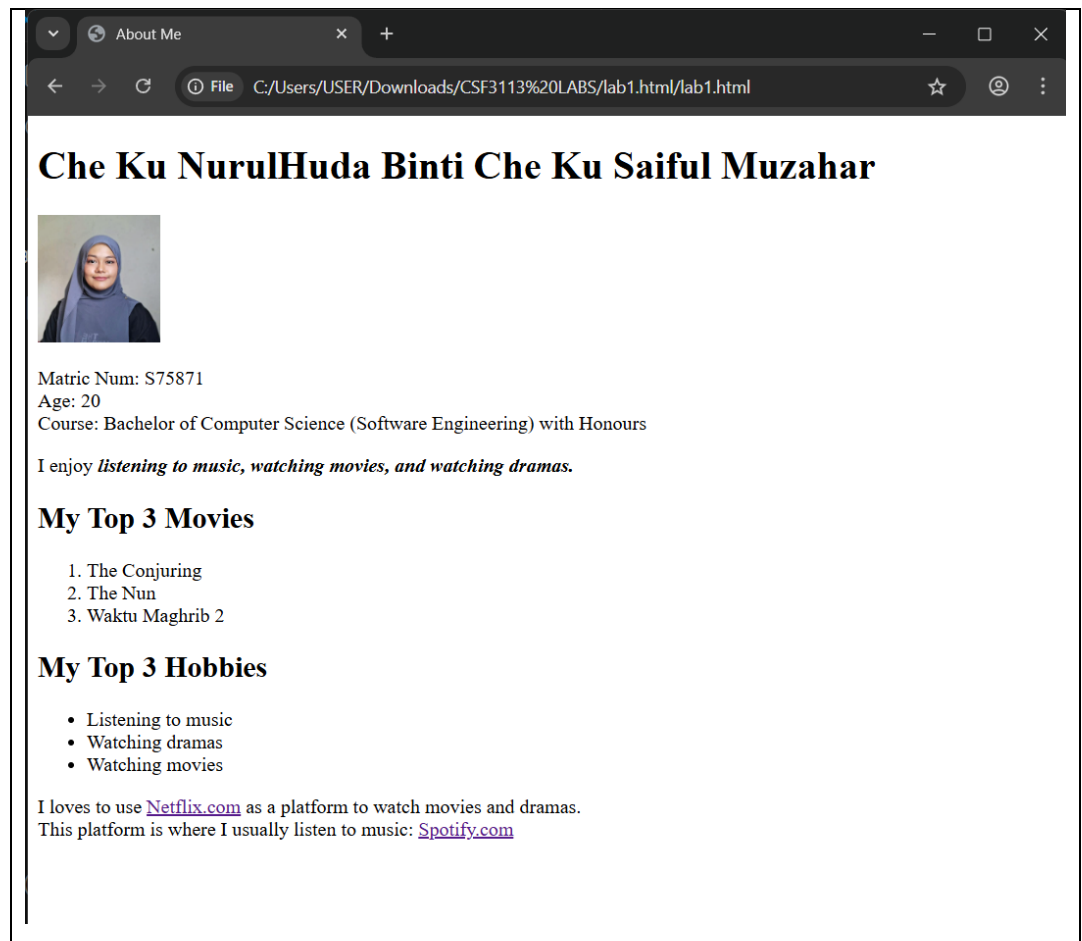 About Me
File C:/Users/USER/Downloads/CSF3113%20LABS/lab1.html/lab1.html
Che Ku NurulHuda Binti Che Ku Saiful Muzahar
Matric Num: S75871
Age: 20
Course: Bachelor of Computer Science (Software Engineering) with Honours
I enjoy listening to music, watching movies, and watching dramas.
My Top 3 Movies
1. The Conjuring
2. The Nun
3. Waktu Maghrib 2
My Top 3 Hobbies
• Listening to music
• Watching dramas
• Watching movies
I loves to use Netflix.com as a platform to watch movies and dramas.
This platform is where I usually listen to music: Spotify.com